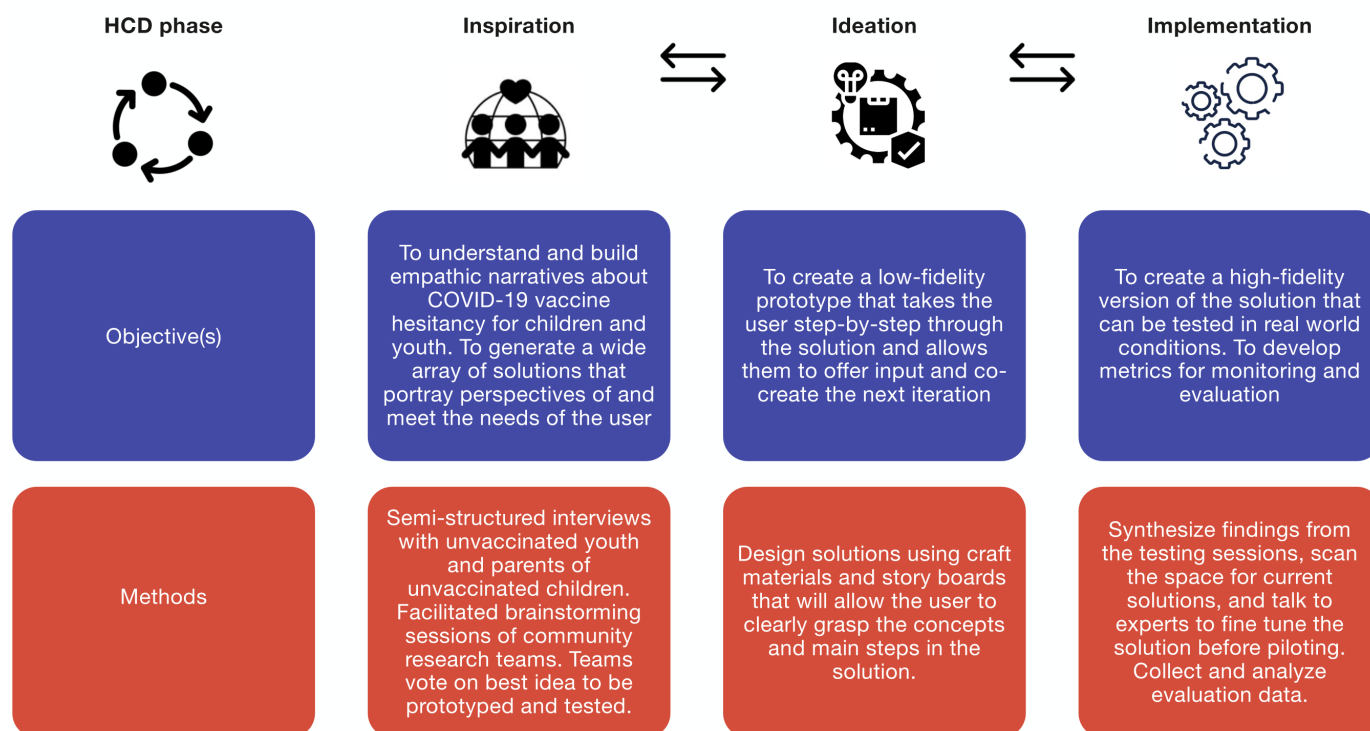 HCD phase
Inspiration
Ideation
Implementation
Objective(s)
To understand and build
empathic narratives about
COVID-19 vaccine
hesitancy for children and
youth. To generate a wide
array of solutions that
portray perspectives of and
meet the needs of the user
To create a low-fidelity
prototype that takes the
user step-by-step through
the solution and allows
them to offer input and co-
create the next iteration
To create a high-fidelity
version of the solution that
can be tested in real world
conditions. To develop
metrics for monitoring and
evaluation
Methods
Semi-structured interviews
with unvaccinated youth
and parents of
unvaccinated children.
Facilitated brainstorming
sessions of community
research teams. Teams
vote on best idea to be
prototyped and tested.
Design solutions using craft
materials and story boards
that will allow the user to
clearly grasp the concepts
and main steps in the
solution.
Synthesize findings from
the testing sessions, scan
the space for current
solutions, and talk to
experts to fine tune the
solution before piloting.
Collect and analyze
evaluation data.